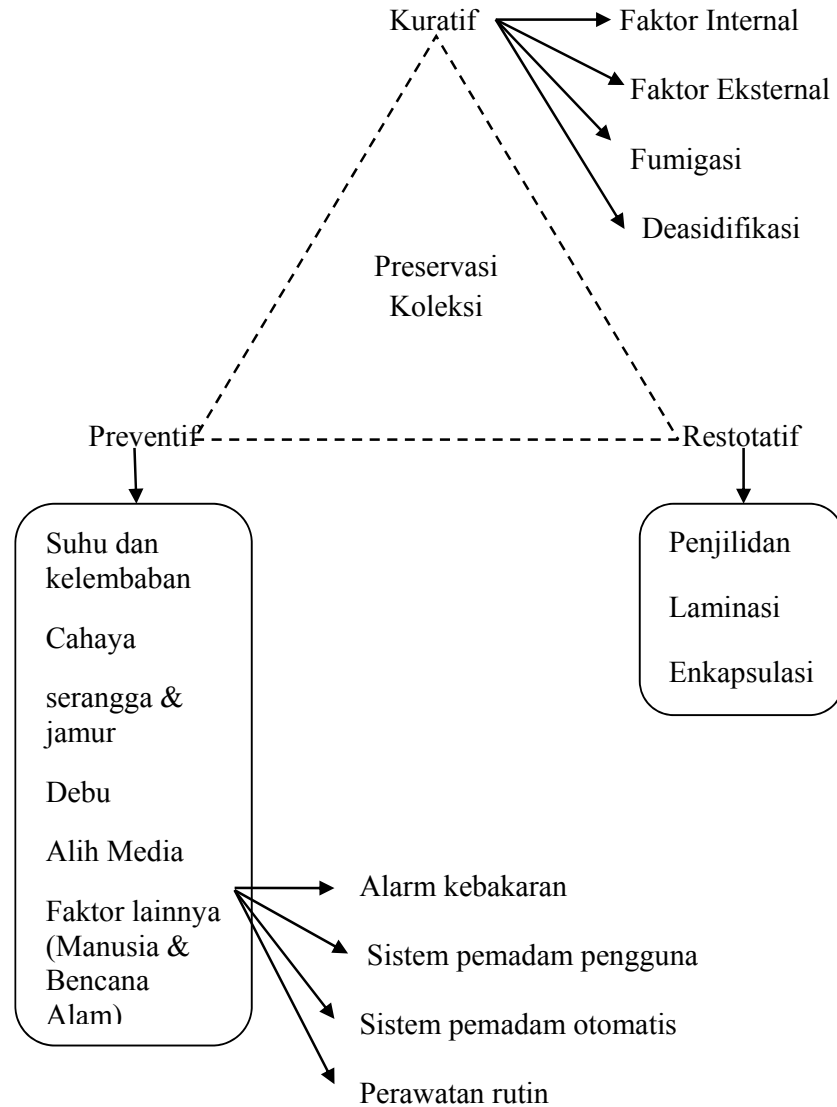 Kuratif
Faktor Internal
Faktor Eksternal
Fumigasi
Deasidifikasi
Preservasi
Koleksi
Preventif
Restotatif
Suhu dan
kelembaban
Cahaya
serangga &
jamur
Debu
Alih Media
Faktor lainnya
(Manusia &
Bencana
Alam)
Penjilidan
Laminasi
Enkapsulasi
Alarm kebakaran
Sistem pemadam pengguna
Sistem pemadam otomatis
Perawatan rutin